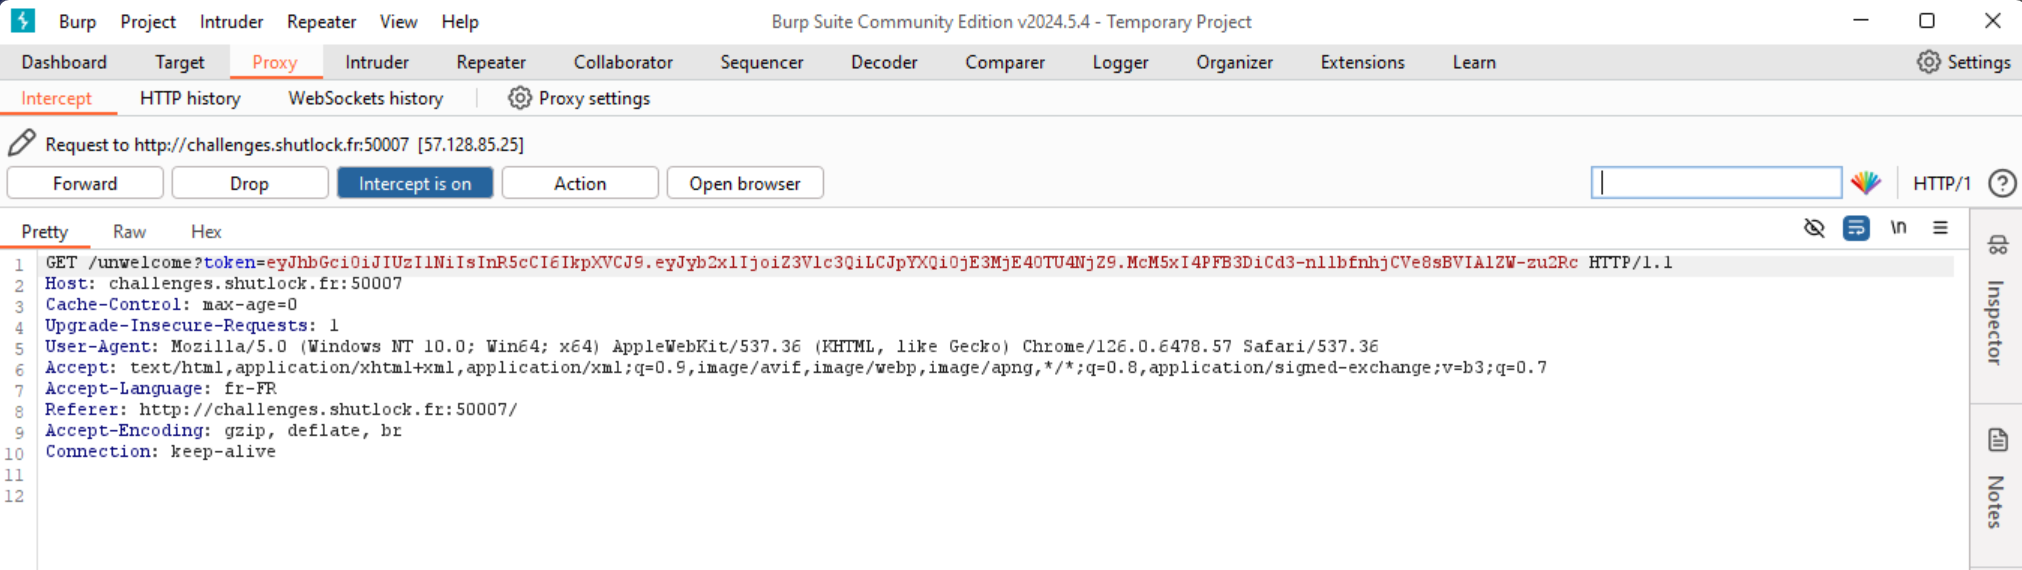 Burp Project Intruder Repeater View Help Burp Suite Community Edition v2024.5.4 - Temporary Project
Dashboard Target Proxy Intruder Repeater Collaborator Sequencer Decoder Comparer Logger Organizer Extensions Learn Settings
Intercept HTTP history WebSockets history Proxy settings
Request to http://challenges.shutlock.fr:50007 [57.128.85.25]
Forward Drop Intercept is on Action Open browser HTTP/1
Pretty Raw Hex \n
1 GET /unwelcome?token=eyJhbGciOiJIUzI1NiIsInR5cCI6IkpXVCJ9.eyJyb2xlIjoiZ3Vlc3QiLCJpYXQiOjE3MjE4OTU4NjZ9.McM5xI4PFB3DiCd3-nl1bfnhjCVe8sBVIA1ZW-zu2Rc HTTP/1.1
2 Host: challenges.shutlock.fr:50007
3 Cache-Control: max-age=0
4 Upgrade-Insecure-Requests: 1
5 User-Agent: Mozilla/5.0 (Windows NT 10.0; Win64; x64) AppleWebKit/537.36 (KHTML, like Gecko) Chrome/126.0.6478.57 Safari/537.36
6 Accept: text/html,application/xhtml+xml,application/xml;q=0.9,image/avif,image/webp,image/apng,*/*;q=0.8,application/signed-exchange;v=b3;q=0.7
7 Accept-Language: fr-FR
8 Referer: http://challenges.shutlock.fr:50007/
9 Accept-Encoding: gzip, deflate, br
10 Connection: keep-alive
11
12
Inspector
Notes